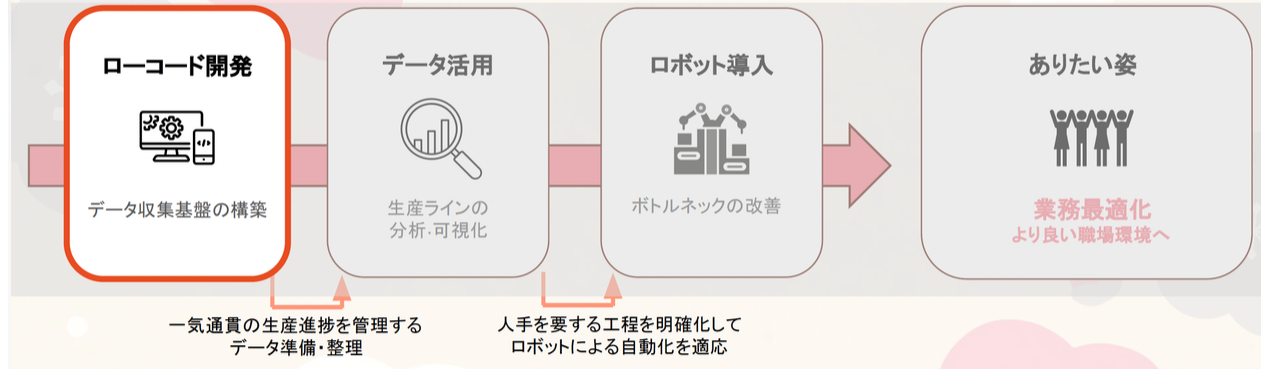 ローコード開発
データ収集基盤の構築
データ活用
生産ラインの
分析・可視化
ロボット導入
ボトルネックの改善
ありたい姿
業務最適化
より良い職場環境へ
一気通貫の生産進捗を管理する
データ準備・整理
人手を要する工程を明確化して
ロボットによる自動化を適応